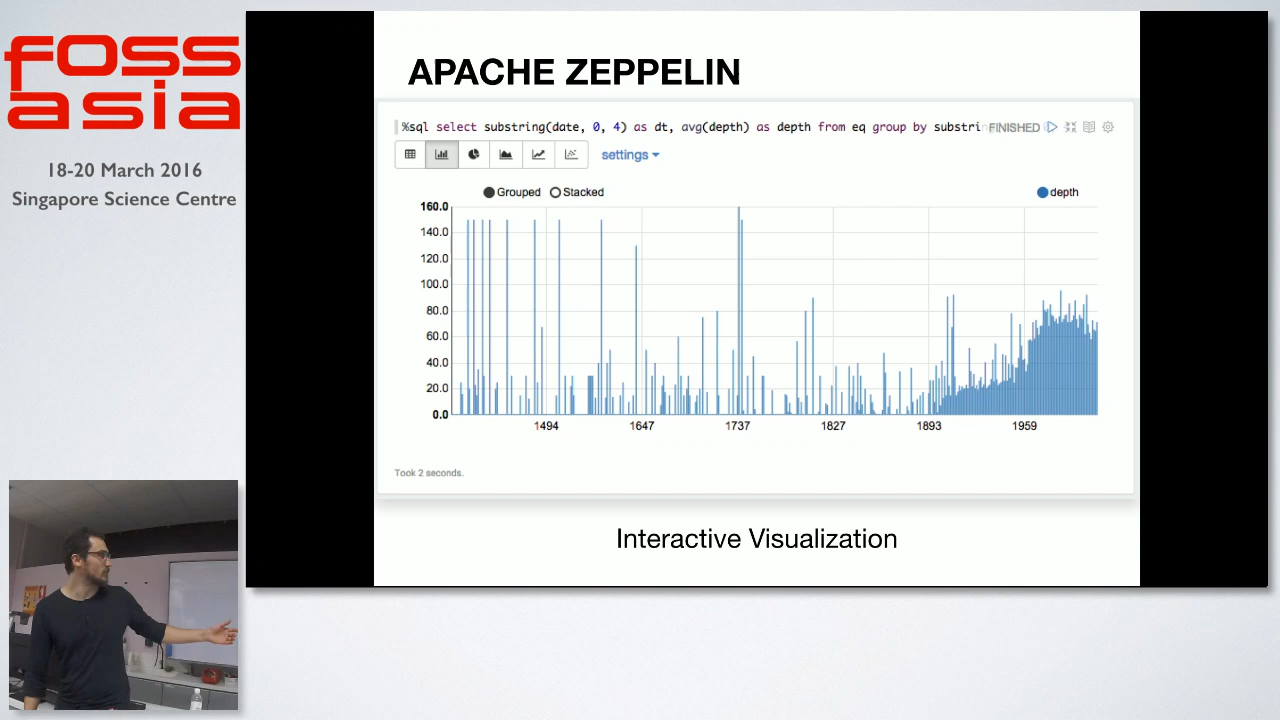 foss
asia
18-20 March 2016
Singapore Science Centre
APACHE ZEPPELIN
%sql select substring(date, 0, 4) as dt, avg(depth) as depth from eq group by substri FINISHED
settings
Grouped Stacked depth
160.0
140.0
120.0
100.0
80.0
60.0
40.0
20.0
0.0
1494 1647 1737 1827 1893 1959
Took 2 seconds.
Interactive Visualization